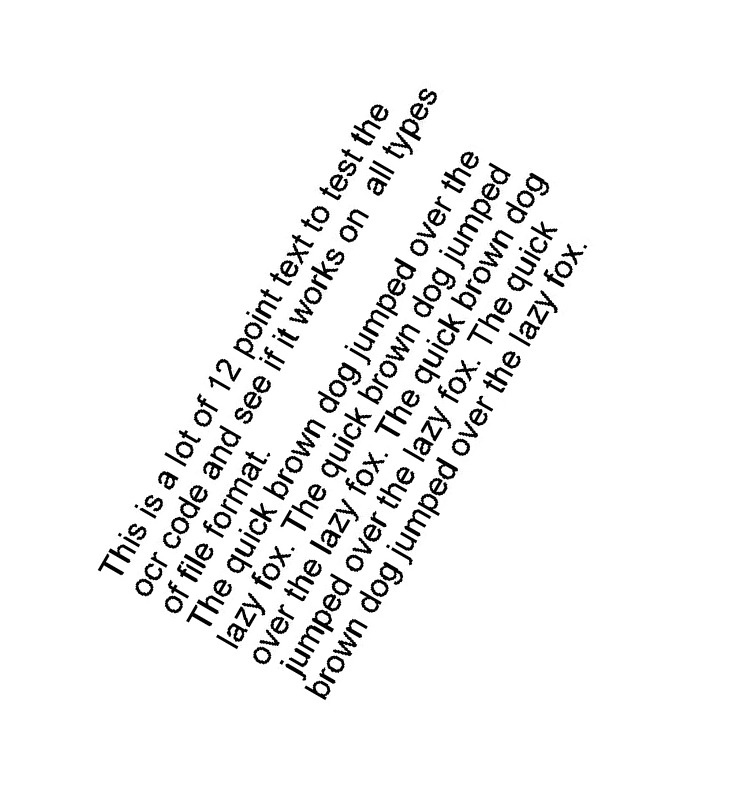 This is a lot of 12 point text to test the
ocr code and see if it works on  all types
of file format.
The quick brown dog jumped over the
lazy fox.  The quick brown dog jumped
over the lazy fox.  The quick brown dog
jumped over the lazy fox.  The quick
brown dog jumped over the lazy fox.